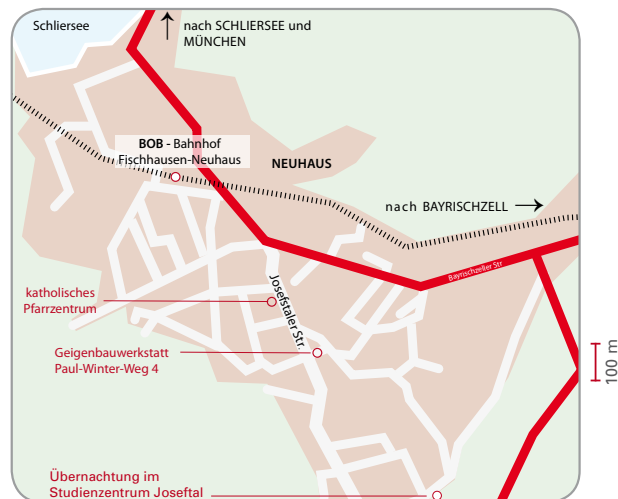 Schliersee
nach SCHLIERSEE und
MÜNCHEN
BOB - Bahnhof
Fischhausen-Neuhaus
NEUHAUS
nach BAYRISCHZELL
Bayrischzeller Str
Josefstaler Str.
katholisches
Pfarrzentrum
Geigenbauwerkstatt
Paul-Winter-Weg 4
100 m
Übernachtung im
Studienzentrum Joseftal